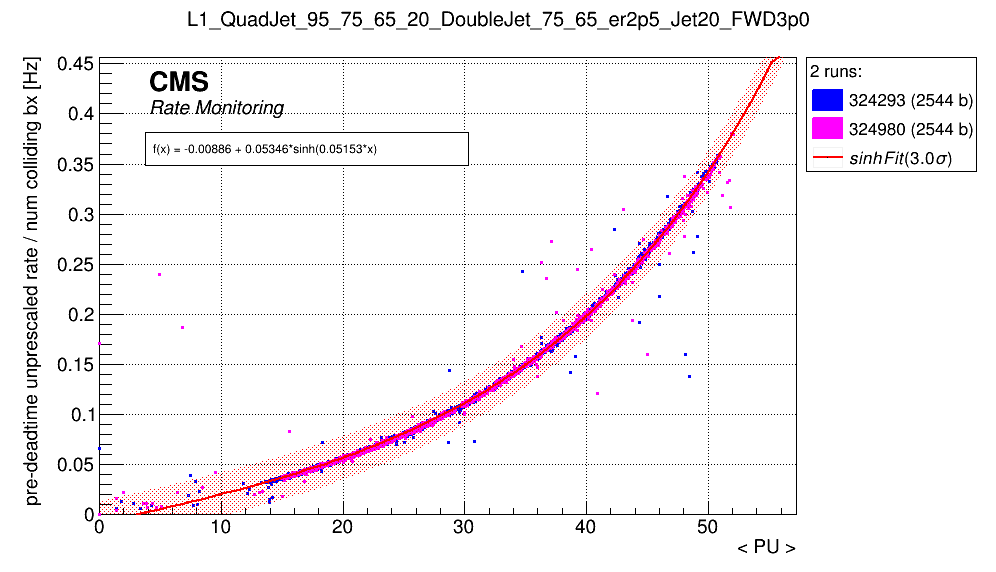 L1_QuadJet_95_75_65_20_DoubleJet_75_65_er2p5_Jet20_FWD3p0
pre-deadtime unprescaled rate / num colliding bx [Hz]
CMS
Rate Monitoring
f(x) = -0.00886 + 0.05346*sinh(0.05153*x)
2 runs:
324293 (2544 b)
324980 (2544 b)
sinhFit(3.0σ)
0.45
0.4
0.35
0.3
0.25
0.2
0.15
0.1
0.05
0
0 10 20 30 40 50
< PU >